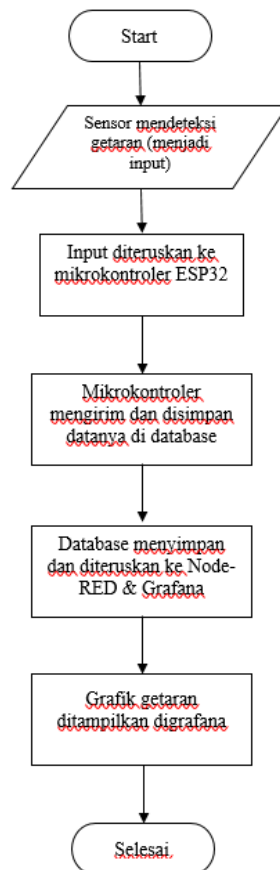 Start
Sensor mendeteksi
getaran (menjadi
input)
Input diteruskan ke
mikrokontroler ESP32
Mikrokontroler
mengirim dan disimpan
datanya di database
Database menyimpan
dan diteruskan ke Node-
RED & Grafana
Grafik getaran
ditampilkan digrafana
Selesai